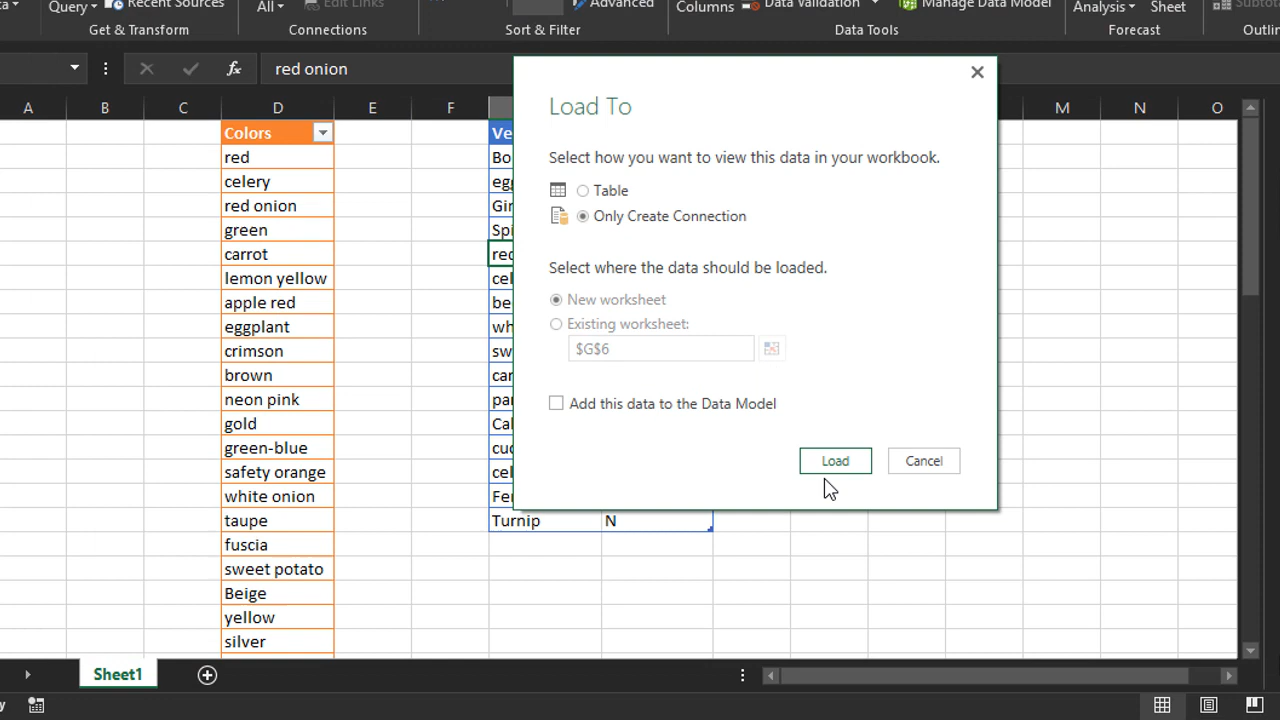 Query Recent Sources
All
Edit Links
Advanced
Columns
Data Validation
Manage Data Model
Analysis
Sheet
Get & Transform
Connections
Sort & Filter
Data Tools
Forecast
fx
red onion
A B C D E F M N O
Colors
red
celery
red onion
green
carrot
lemon yellow
apple red
eggplant
crimson
brown
neon pink
gold
green-blue
safety orange
white onion
taupe
fuscia
sweet potato
Beige
yellow
silver
Turnip N
Load To
Select how you want to view this data in your workbook.
Table
Only Create Connection
Select where the data should be loaded.
New worksheet
Existing worksheet:
$G$6
Add this data to the Data Model
Load Cancel
Sheet1